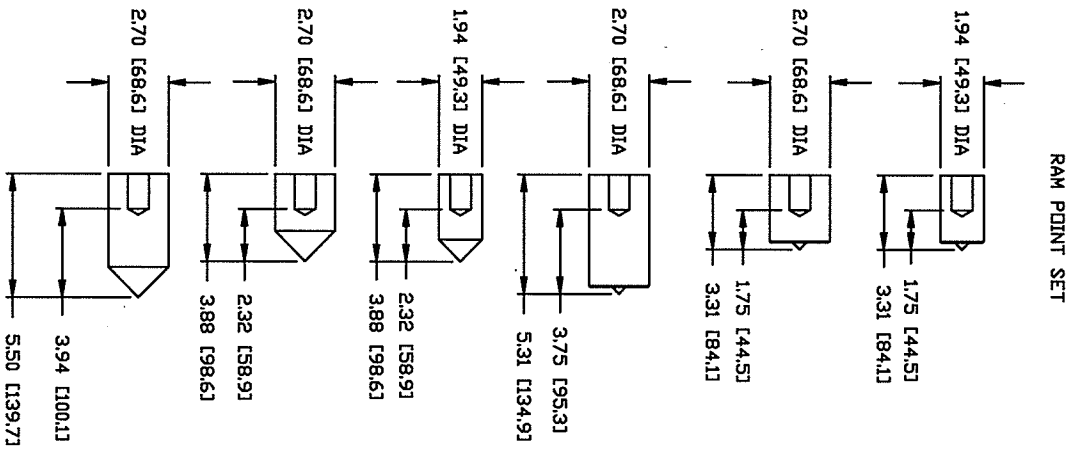 RAM POINT SET
1.94 [49.3] DIA
1.75 [44.5]
3.31 [84.1]
2.70 [68.6] DIA
1.75 [44.5]
3.31 [84.1]
2.70 [68.6] DIA
3.75 [95.3]
5.31 [134.9]
1.94 [49.3] DIA
2.32 [58.9]
3.88 [98.6]
2.70 [68.6] DIA
2.32 [58.9]
3.88 [98.6]
2.70 [68.6] DIA
3.94 [100.1]
5.50 [139.7]